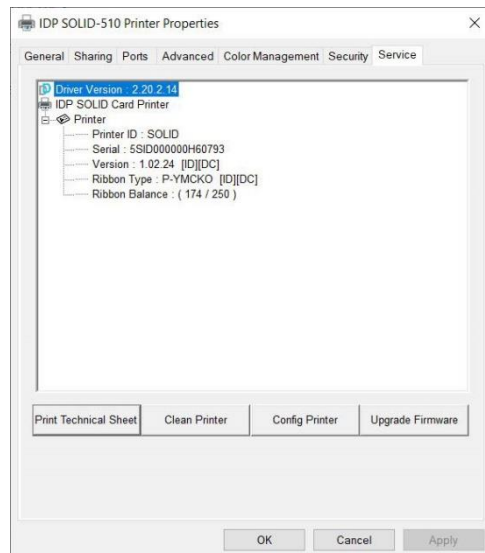 IDP SOLID-510 Printer Properties
General Sharing Ports Advanced Color Management Security Service
Driver Version : 2.20.2.14
IDP SOLID Card Printer
Printer
Printer ID : SOLID
Serial : 5SID000000H60793
Version : 1.02.24 [ID][DC]
Ribbon Type : P-YMCKO [ID][DC]
Ribbon Balance : ( 174 / 250 )
Print Technical Sheet Clean Printer Config Printer Upgrade Firmware
OK Cancel Apply